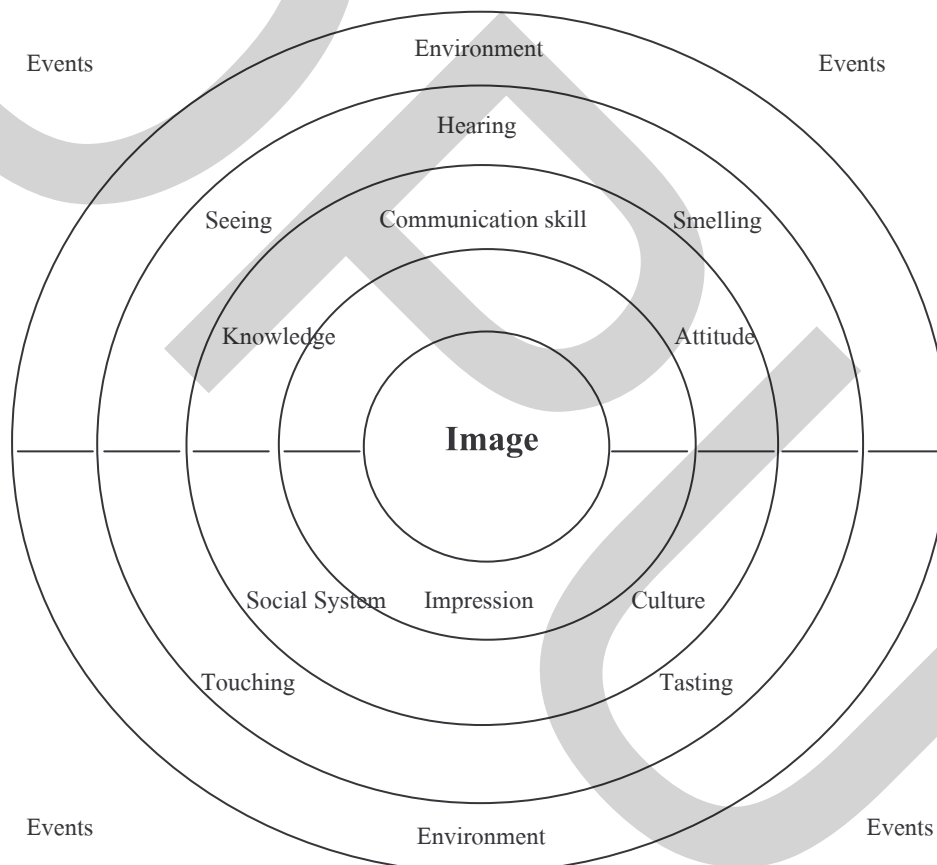 Environment
Events
Events
Hearing
Seeing
Communication skill
Smelling
Knowledge
Attitude
Image
Social System
Impression
Culture
Touching
Tasting
Events
Environment
Events